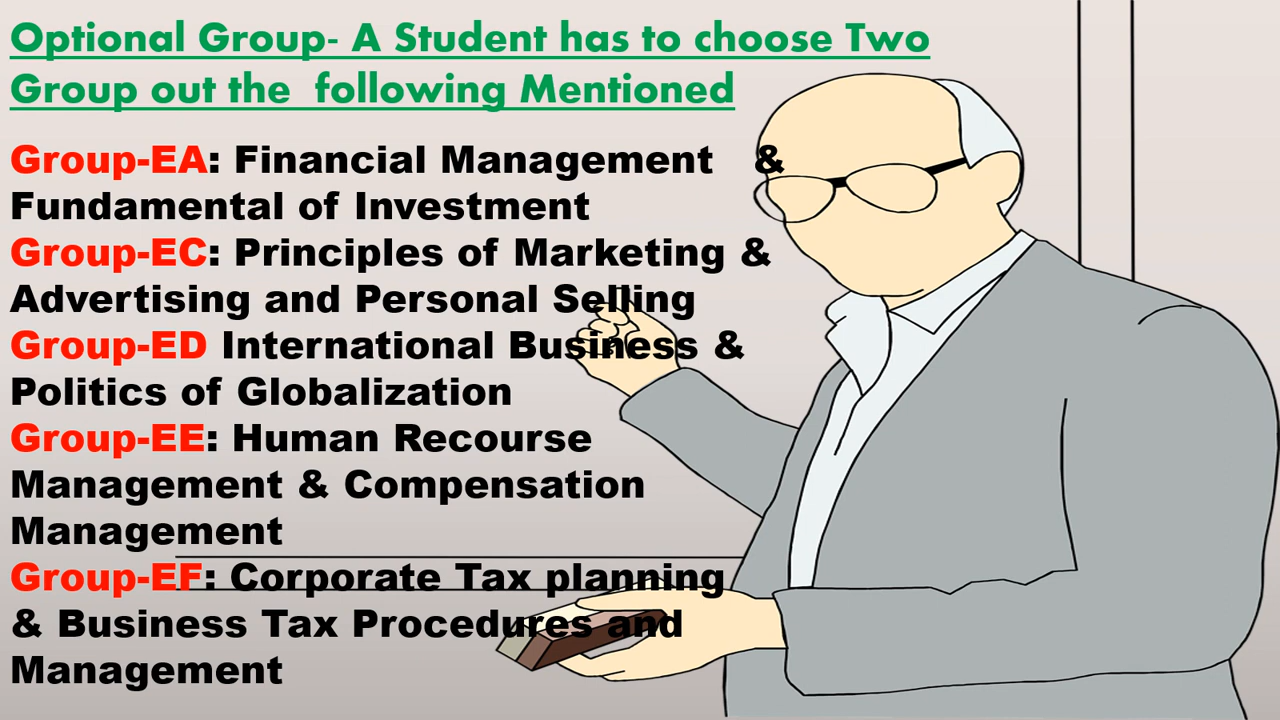 Optional Group- A Student has to choose Two
Group out the following Mentioned
Group-EA: Financial Management &
Fundamental of Investment
Group-EC: Principles of Marketing &
Advertising and Personal Selling
Group-ED International Business &
Politics of Globalization
Group-EE: Human Recourse
Management & Compensation
Management
Group-EF: Corporate Tax planning
& Business Tax Procedures and
Management